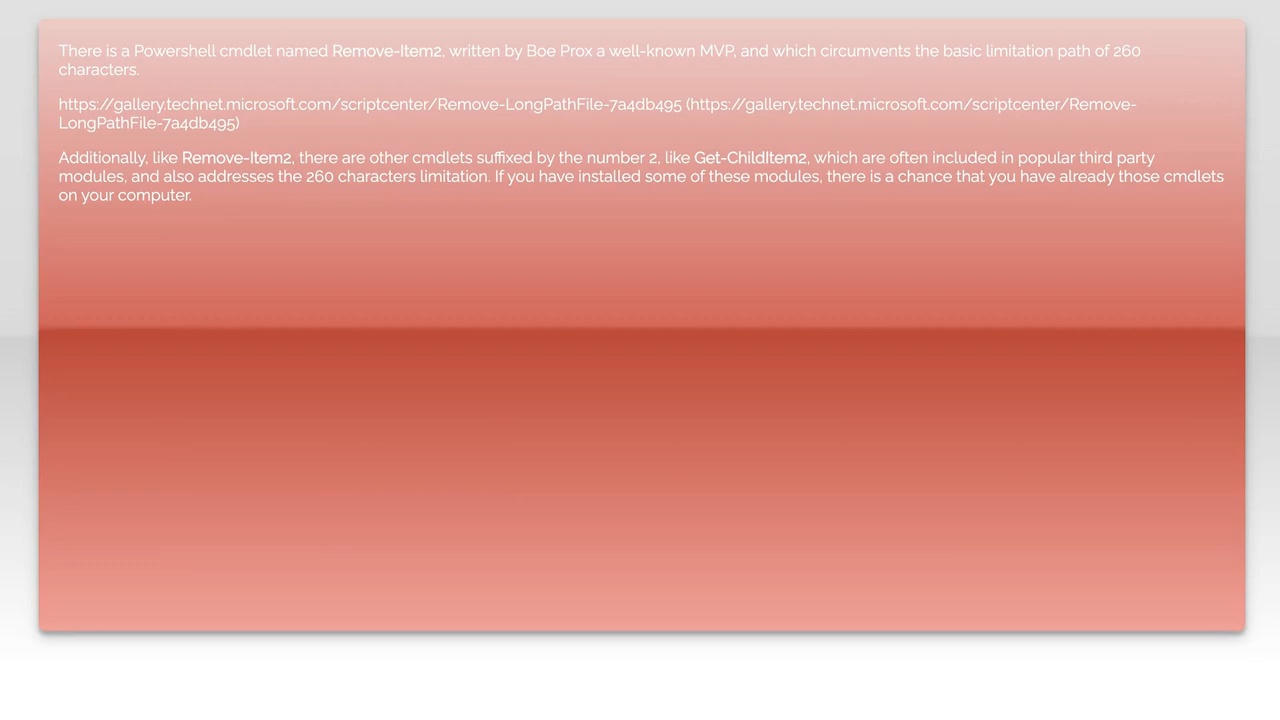 There is a Powershell cmdlet named Remove-Item2, written by Boe Prox a well-known MVP, and which circumvents the basic limitation path of 260
characters.
https://gallery.technet.microsoft.com/scriptcenter/Remove-LongPathFile-7a4db495 (https://gallery.technet.microsoft.com/scriptcenter/Remove-
LongPathFile-7a4db495)
Additionally, like Remove-Item2, there are other cmdlets suffixed by the number 2, like Get-ChildItem2, which are often included in popular third party
modules, and also addresses the 260 characters limitation. If you have installed some of these modules, there is a chance that you have already those cmdlets
on your computer.